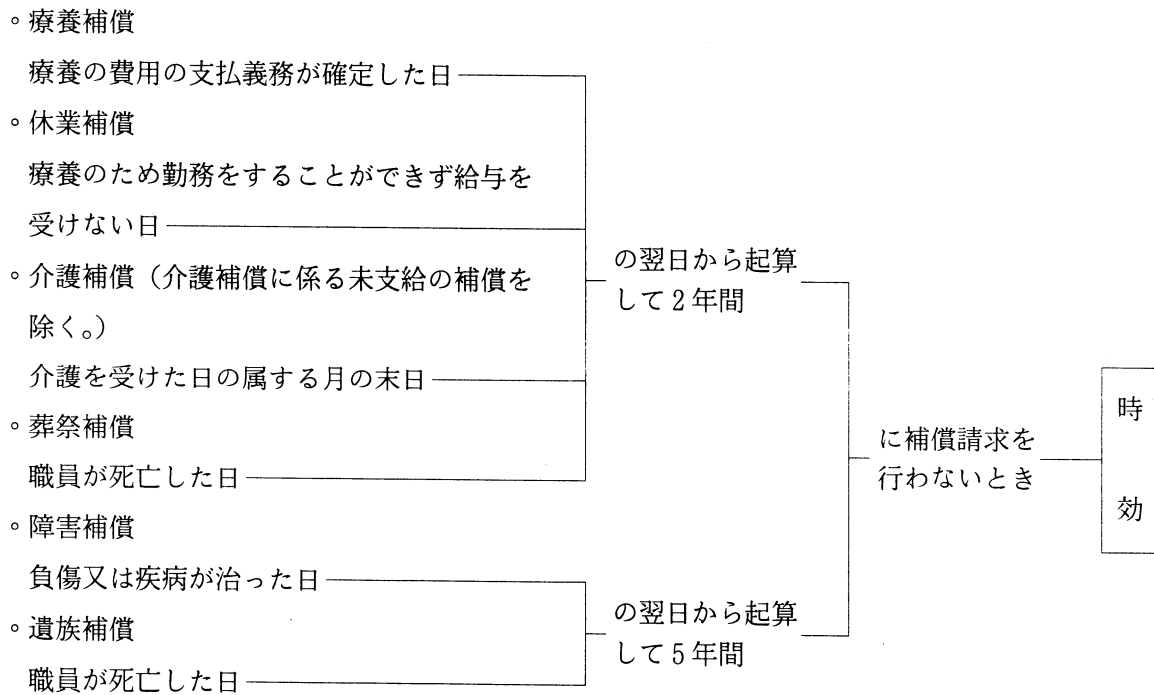 ◦療養補償
療養の費用の支払義務が確定した日
◦休業補償
療養のため勤務をすることができず給与を
受けない日
◦介護補償(介護補償に係る未支給の補償を
除く。)
介護を受けた日の属する月の末日
◦葬祭補償
職員が死亡した日
の翌日から起算
して2年間
◦障害補償
負傷又は疾病が治った日
◦遺族補償
職員が死亡した日
の翌日から起算
して5年間
に補償請求を
行わないとき
時
効